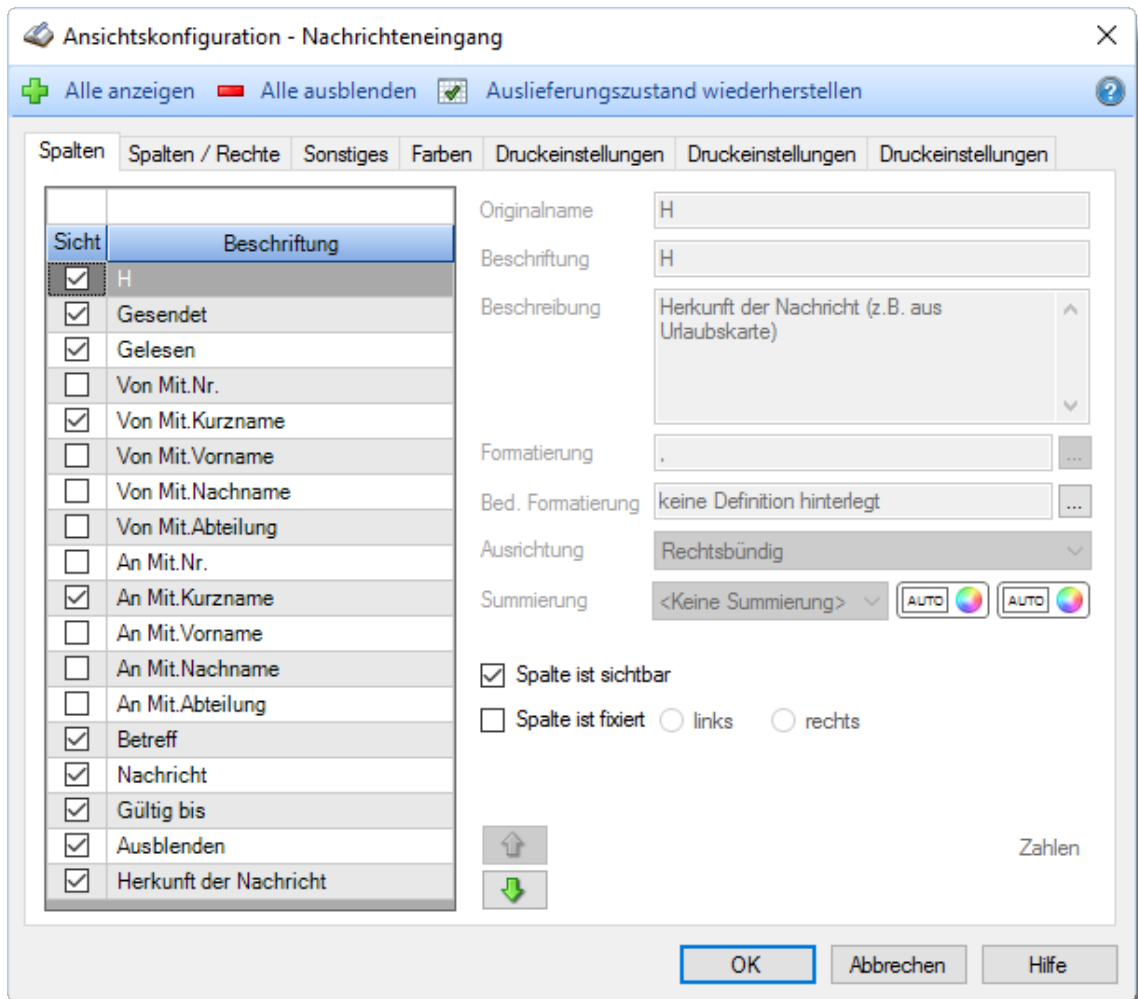 Ansichtskonfiguration - Nachrichteneingang
Alle anzeigen Alle ausblenden Auslieferungszustand wiederherstellen
Spalten Spalten / Rechte Sonstiges Farben Druckeinstellungen Druckeinstellungen Druckeinstellungen
Sicht Beschriftung
H
Gesendet
Gelesen
Von Mit.Nr.
Von Mit.Kurzname
Von Mit.Vorname
Von Mit.Nachname
Von Mit.Abteilung
An Mit.Nr.
An Mit.Kurzname
An Mit.Vorname
An Mit.Nachname
An Mit.Abteilung
Betreff
Nachricht
Gültig bis
Ausblenden
Herkunft der Nachricht
Originalname H
Beschriftung H
Beschreibung Herkunft der Nachricht (z.B. aus
Urlaubskarte)
Formatierung , ...
Bed. Formatierung keine Definition hinterlegt ...
Ausrichtung Rechtsbündig
Summierung <Keine Summierung> AUTO AUTO
Spalte ist sichtbar
Spalte ist fixiert links rechts
Zahlen
OK Abbrechen Hilfe